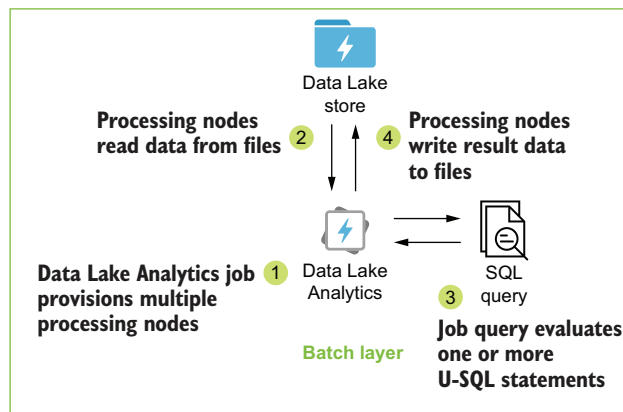 Data Lake
store
Processing nodes
read data from files
2
4
Processing nodes
write result data
to files
Data Lake Analytics job
provisions multiple
processing nodes
1
Data Lake
Analytics
SQL
query
3
Job query evaluates
one or more
U-SQL statements
Batch layer